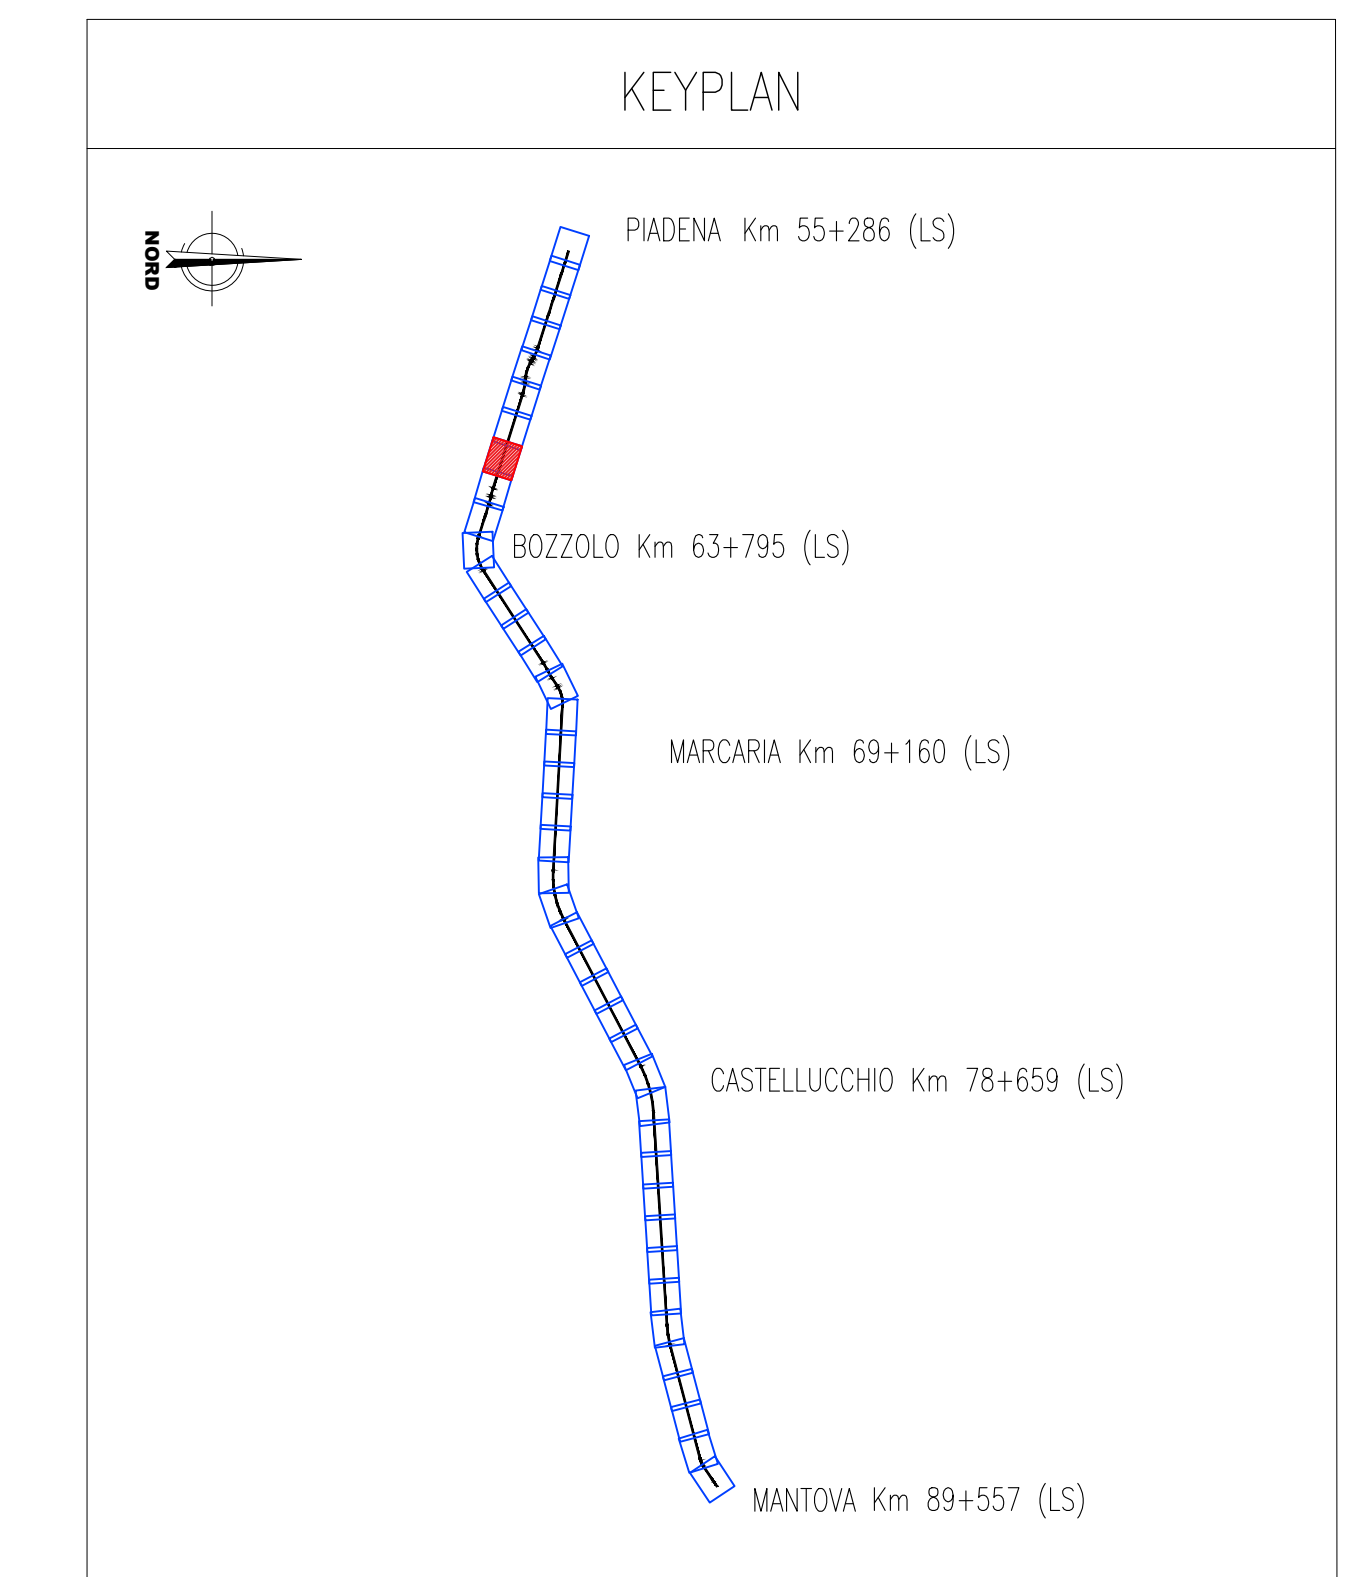 KEYPLAN
NORD
PIADENA Km 55+286 (LS)
BOZZOLO Km 63+795 (LS)
MARCARIA Km 69+160 (LS)
CASTELLUCCHIO Km 78+659 (LS)
MANTOVA Km 89+557 (LS)